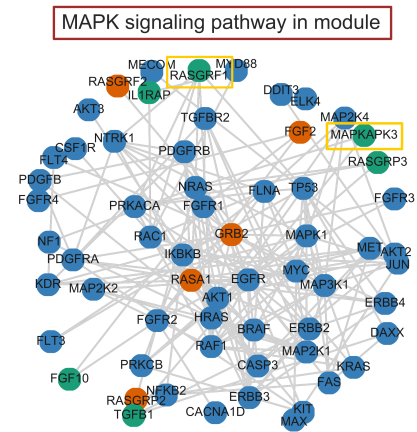 MAPK signaling pathway in module
MECOM
MYD88
RASGRF2
RASGRF1
IL1RAP
DDIT3
ELK4
AKT3
TGFBR2
MAP2K4
FGF2
MAPKAPK3
NTRK1
CSF1R
FLT4
PDGFRB
RASGRP3
PDGFB
NRAS
FLNA
TP53
FGFR4
PRKACA
FGFR1
FGFR3
NF1
RAC1
GRB2
MAPK1
PDGFRA
IKBKB
MET
AKT2
JUN
KDR
MAP2K2
RASA1
EGFR
MYC
MAP3K1
AKT1
ERBB4
FGFR2
HRAS
BRAF
ERBB2
DAXX
FLT3
RAF1
MAP2K1
PRKCB
CASP3
KRAS
FGF10
FAS
NFKB2
RASGRP2
ERBB3
TGFB1
CACNA1D
KIT
MAX